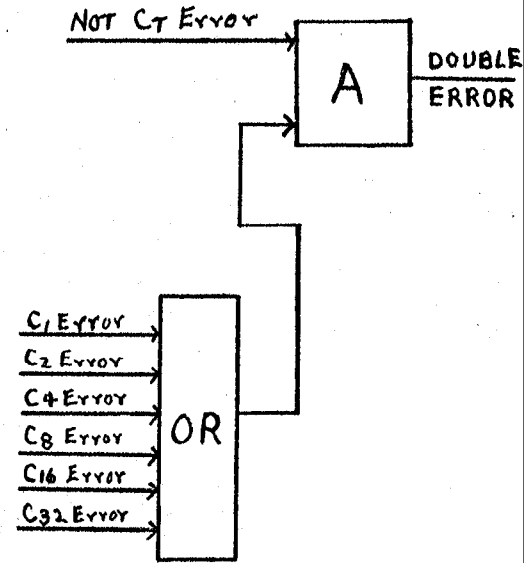 NOT CT Error
A
DOUBLE
ERROR
C1 Error
C2 Error
C4 Error
C8 Error
C16 Error
C32 Error
OR